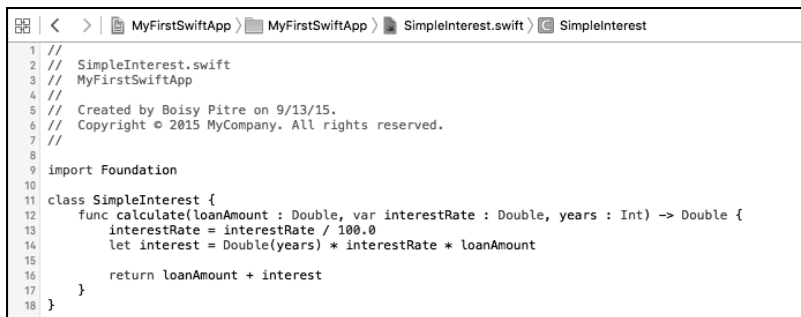 MyFirstSwiftApp MyFirstSwiftApp SimpleInterest.swift C SimpleInterest
1 //
2 //  SimpleInterest.swift
3 //  MyFirstSwiftApp
4 //
5 //  Created by Boisy Pitre on 9/13/15.
6 //  Copyright © 2015 MyCompany. All rights reserved.
7 //
8
9 import Foundation
10
11 class SimpleInterest {
12     func calculate(loanAmount : Double, var interestRate : Double, years : Int) -> Double {
13         interestRate = interestRate / 100.0
14         let interest = Double(years) * interestRate * loanAmount
15
16         return loanAmount + interest
17     }
18 }